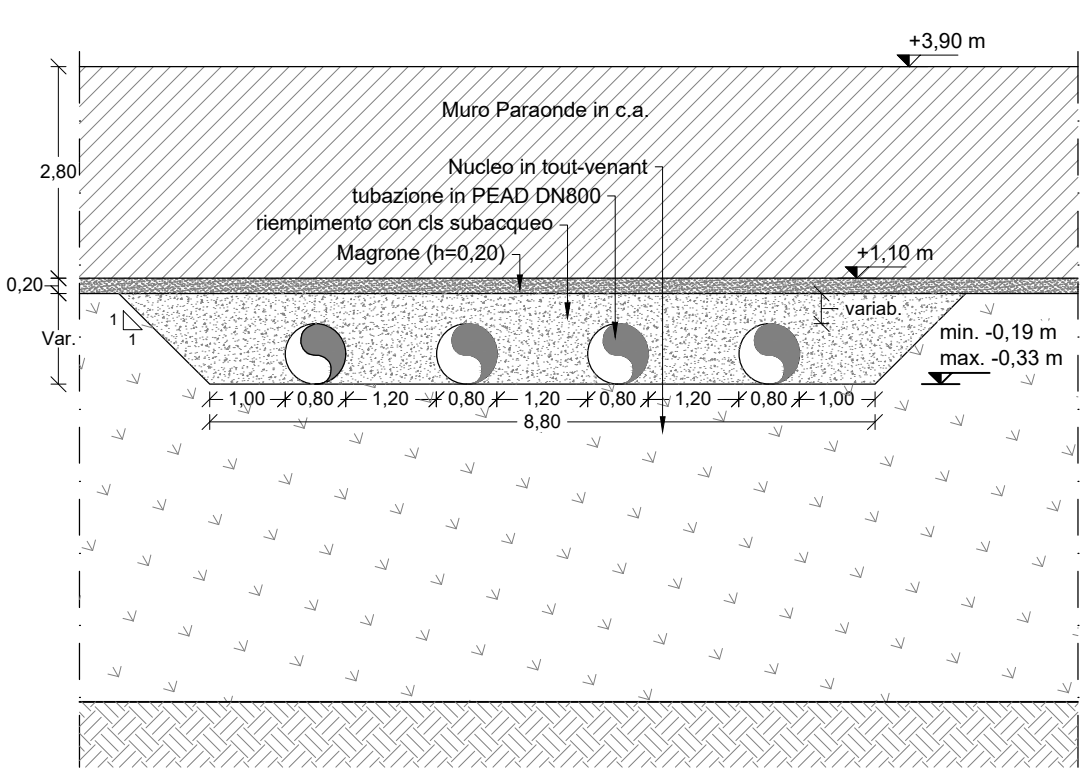 +3,90 m
Muro Paraonde in c.a.
2,80
Nucleo in tout-venant
tubazione in PEAD DN800
riempimento con cls subacqueo
Magrone (h=0,20)
+1,10 m
0,20
variab.
1
1
Var.
min. -0,19 m
max. -0,33 m
1,00 0,80 1,20 0,80 1,20 0,80 1,20 0,80 1,00
8,80